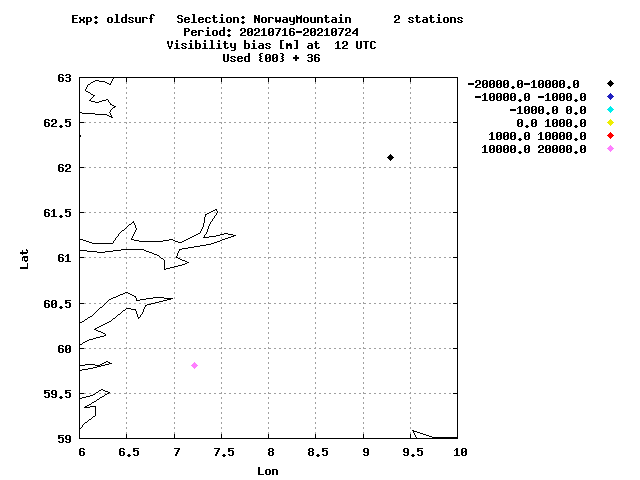 Exp: oldsurf   Selection: NorwayMountain      2 stations
Period: 20210716-20210724
Visibility bias [m] at  12 UTC
Used {00} + 36
-20000.0-10000.0
-10000.0 -1000.0
-1000.0 0.0
0.0 1000.0
1000.0 10000.0
10000.0 20000.0
63
62.5
62
61.5
61
60.5
60
59.5
59
Lat
6 6.5 7 7.5 8 8.5 9 9.5 10
Lon